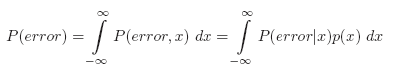 P(error) = ∫_{-∞}^{∞} P(error, x) dx = ∫_{-∞}^{∞} P(error|x)p(x) dx